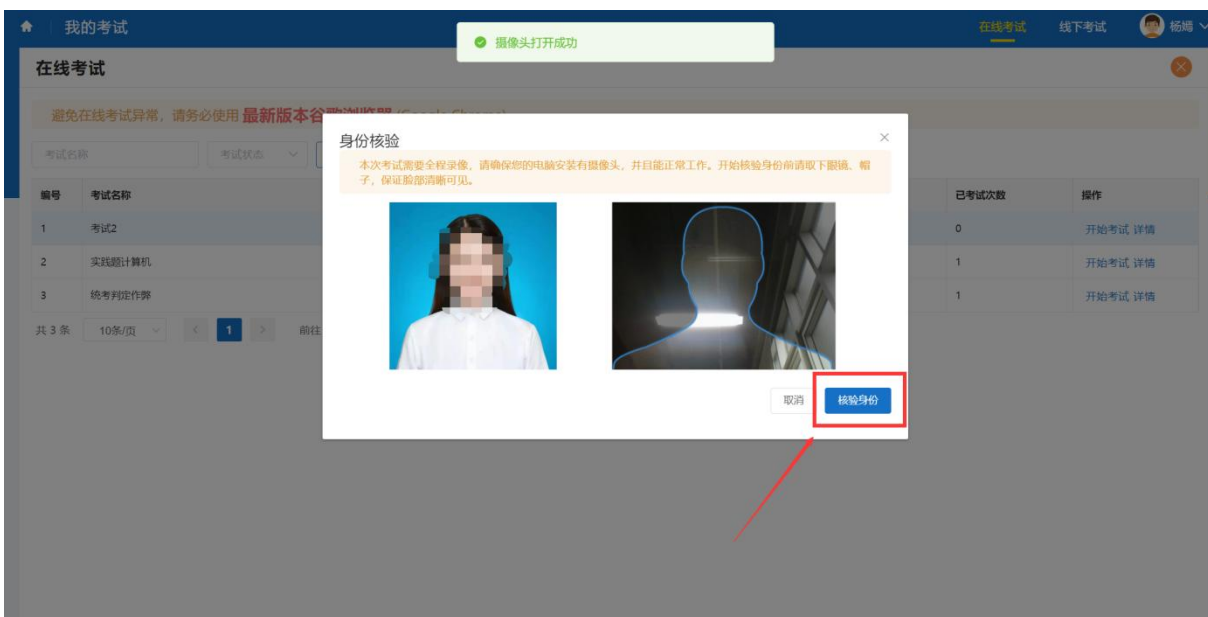 我的考试
在线考试
线下考试
杨嫣
摄像头打开成功
在线考试
避免在线考试异常，请务必使用 最新版本谷歌浏览器 (Google Chrome)
考试名称
考试状态
身份核验
本次考试需要全程录像，请确保您的电脑安装有摄像头，并且能正常工作。开始核验身份前请取下眼镜、帽
子，保证脸部清晰可见。
编号 考试名称 已考试次数 操作
1 考试2 0 开始考试 详情
2 实践题计算机 1 开始考试 详情
3 统考判定作弊 1 开始考试 详情
共 3 条 10条/页 1 前往
取消 核验身份